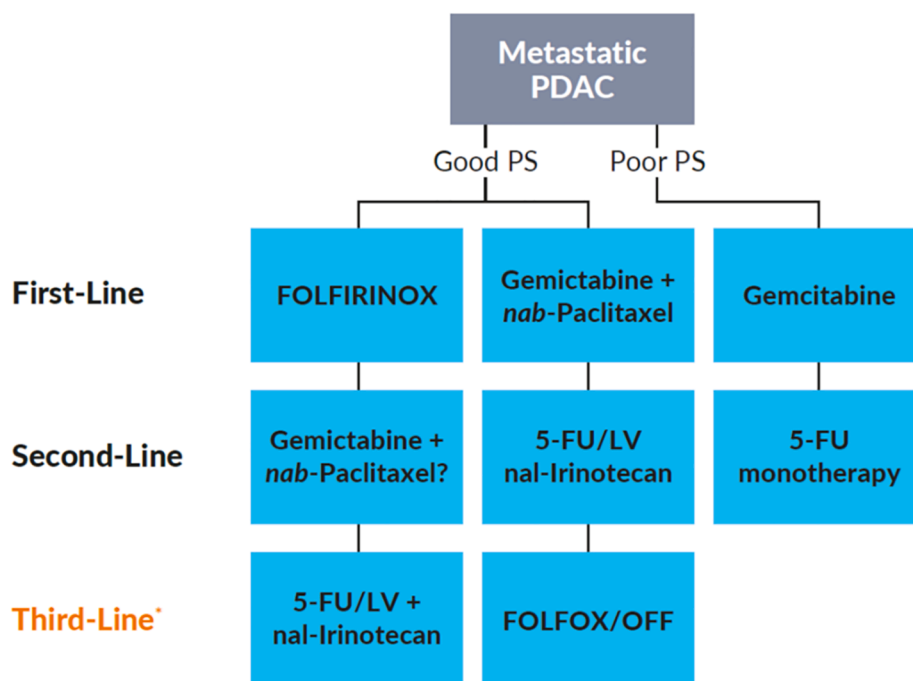 Metastatic
PDAC
Good PS
Poor PS
First-Line
FOLFIRINOX
Gemictabine +
nab-Paclitaxel
Gemcitabine
Second-Line
Gemictabine +
nab-Paclitaxel?
5-FU/LV
nal-Irinotecan
5-FU
monotherapy
Third-Line*
5-FU/LV +
nal-Irinotecan
FOLFOX/OFF